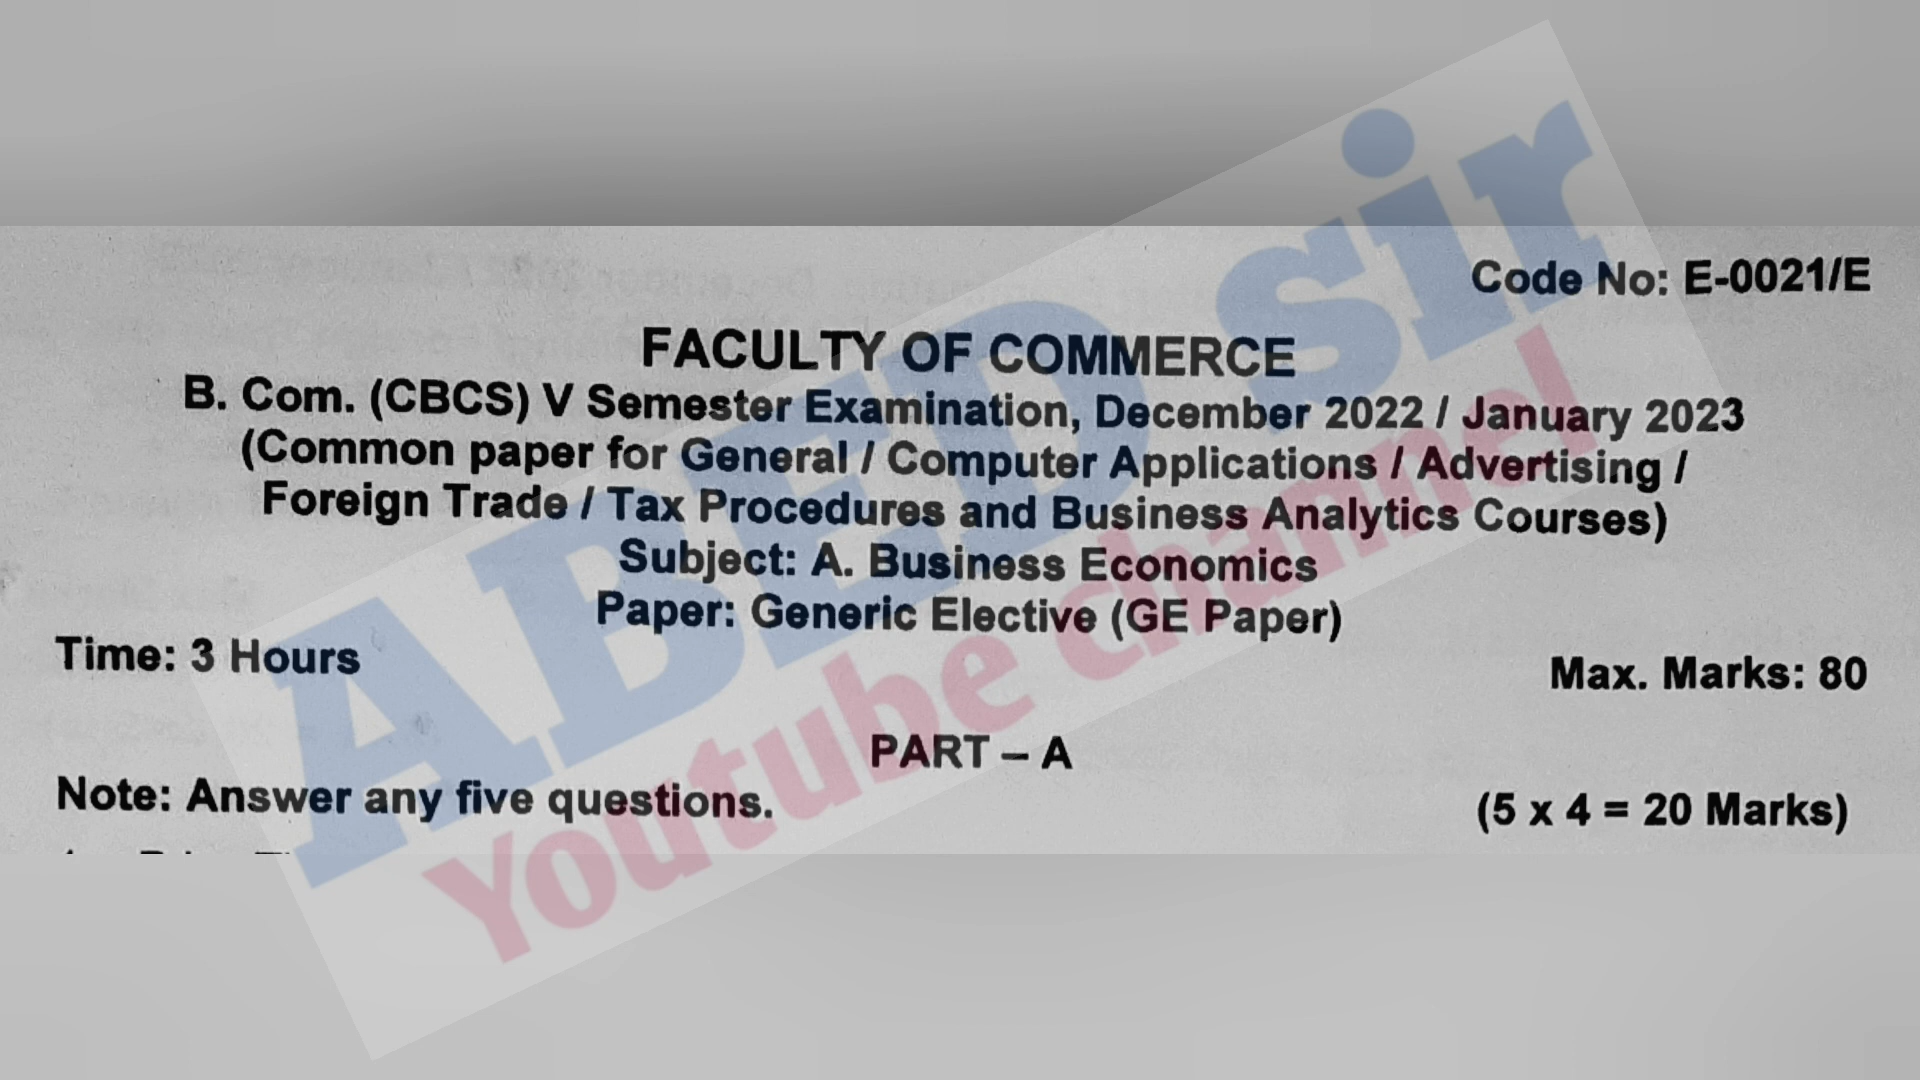 Code No: E-0021/E
FACULTY OF COMMERCE
B. Com. (CBCS) V Semester Examination, December 2022 / January 2023
(Common paper for General / Computer Applications / Advertising /
Foreign Trade / Tax Procedures and Business Analytics Courses)
Subject: A. Business Economics
Paper: Generic Elective (GE Paper)
Time: 3 Hours
Max. Marks: 80
PART – A
Note: Answer any five questions.
(5 x 4 = 20 Marks)
ABED sir
Youtube channel